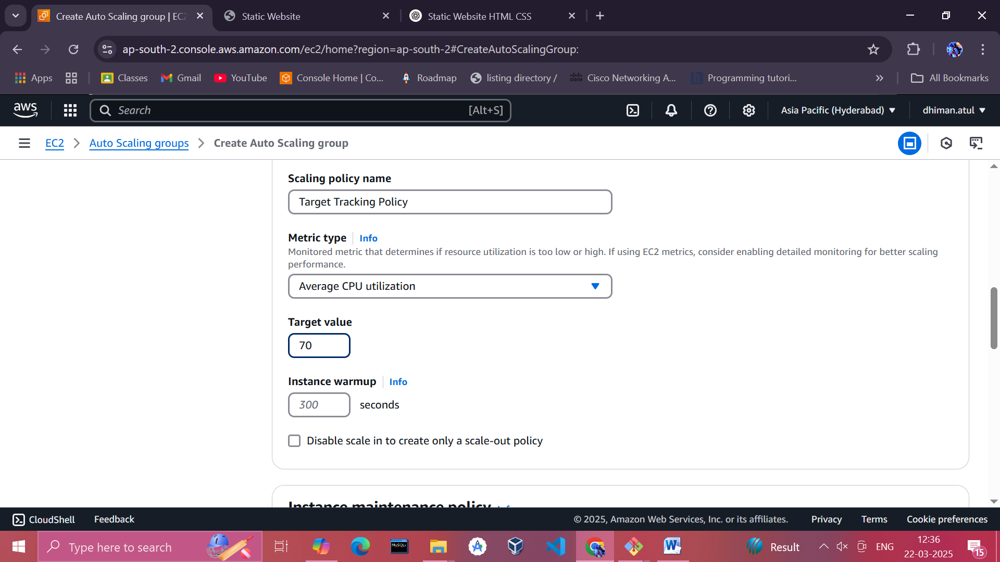 Create Auto Scaling group | EC2
Static Website
Static Website HTML CSS
ap-south-2.console.aws.amazon.com/ec2/home?region=ap-south-2#CreateAutoScalingGroup:
Apps
Classes
Gmail
YouTube
Console Home | Co...
Roadmap
listing directory /
Cisco Networking A...
Programming tutori...
All Bookmarks
aws
Search
[Alt+S]
Asia Pacific (Hyderabad)
dhiman.atul
EC2
Auto Scaling groups
Create Auto Scaling group
Scaling policy name
Target Tracking Policy
Metric type
Info
Monitored metric that determines if resource utilization is too low or high. If using EC2 metrics, consider enabling detailed monitoring for better scaling
performance.
Average CPU utilization
Target value
70
Instance warmup
Info
300
seconds
Disable scale in to create only a scale-out policy
Instance maintenance policy
Info
CloudShell
Feedback
© 2025, Amazon Web Services, Inc. or its affiliates.
Privacy
Terms
Cookie preferences
Type here to search
MySQL
Result
ENG
12:36
22-03-2025
15